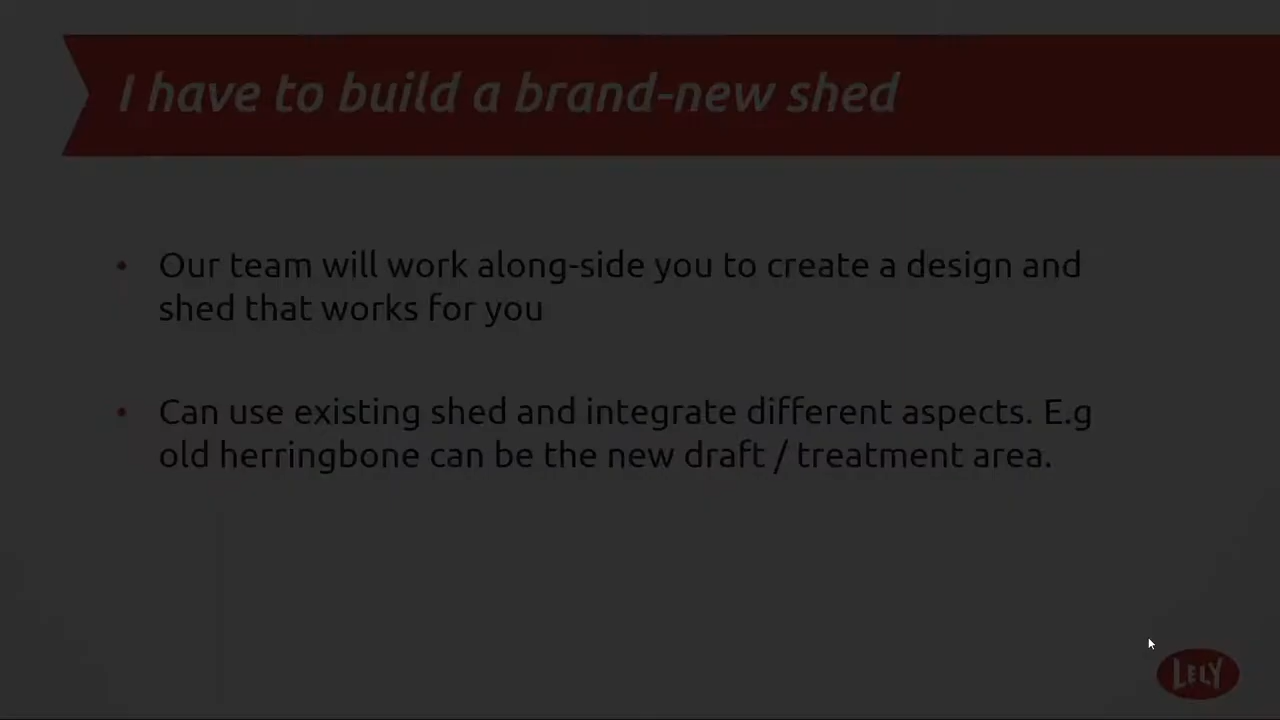 I have to build a brand-new shed
• Our team will work along-side you to create a design and
shed that works for you
• Can use existing shed and integrate different aspects. E.g
old herringbone can be the new draft / treatment area.
LELY